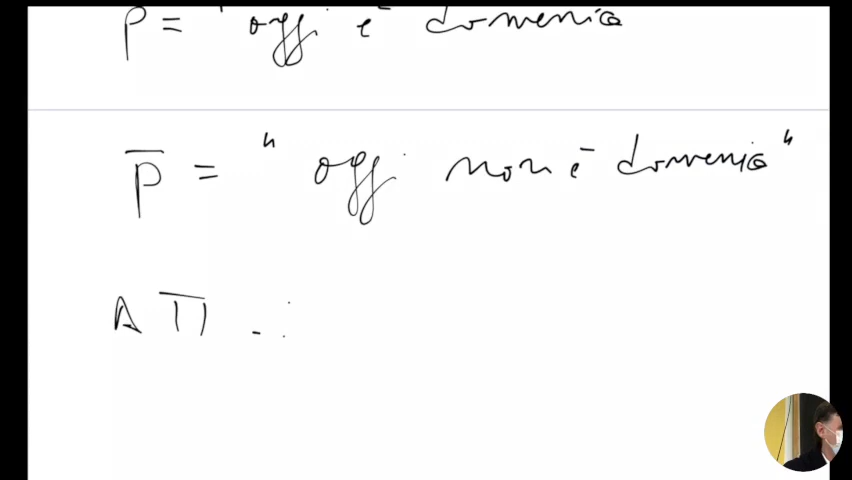 p = " oggi è domenica
p̅ = " oggi non è domenica "